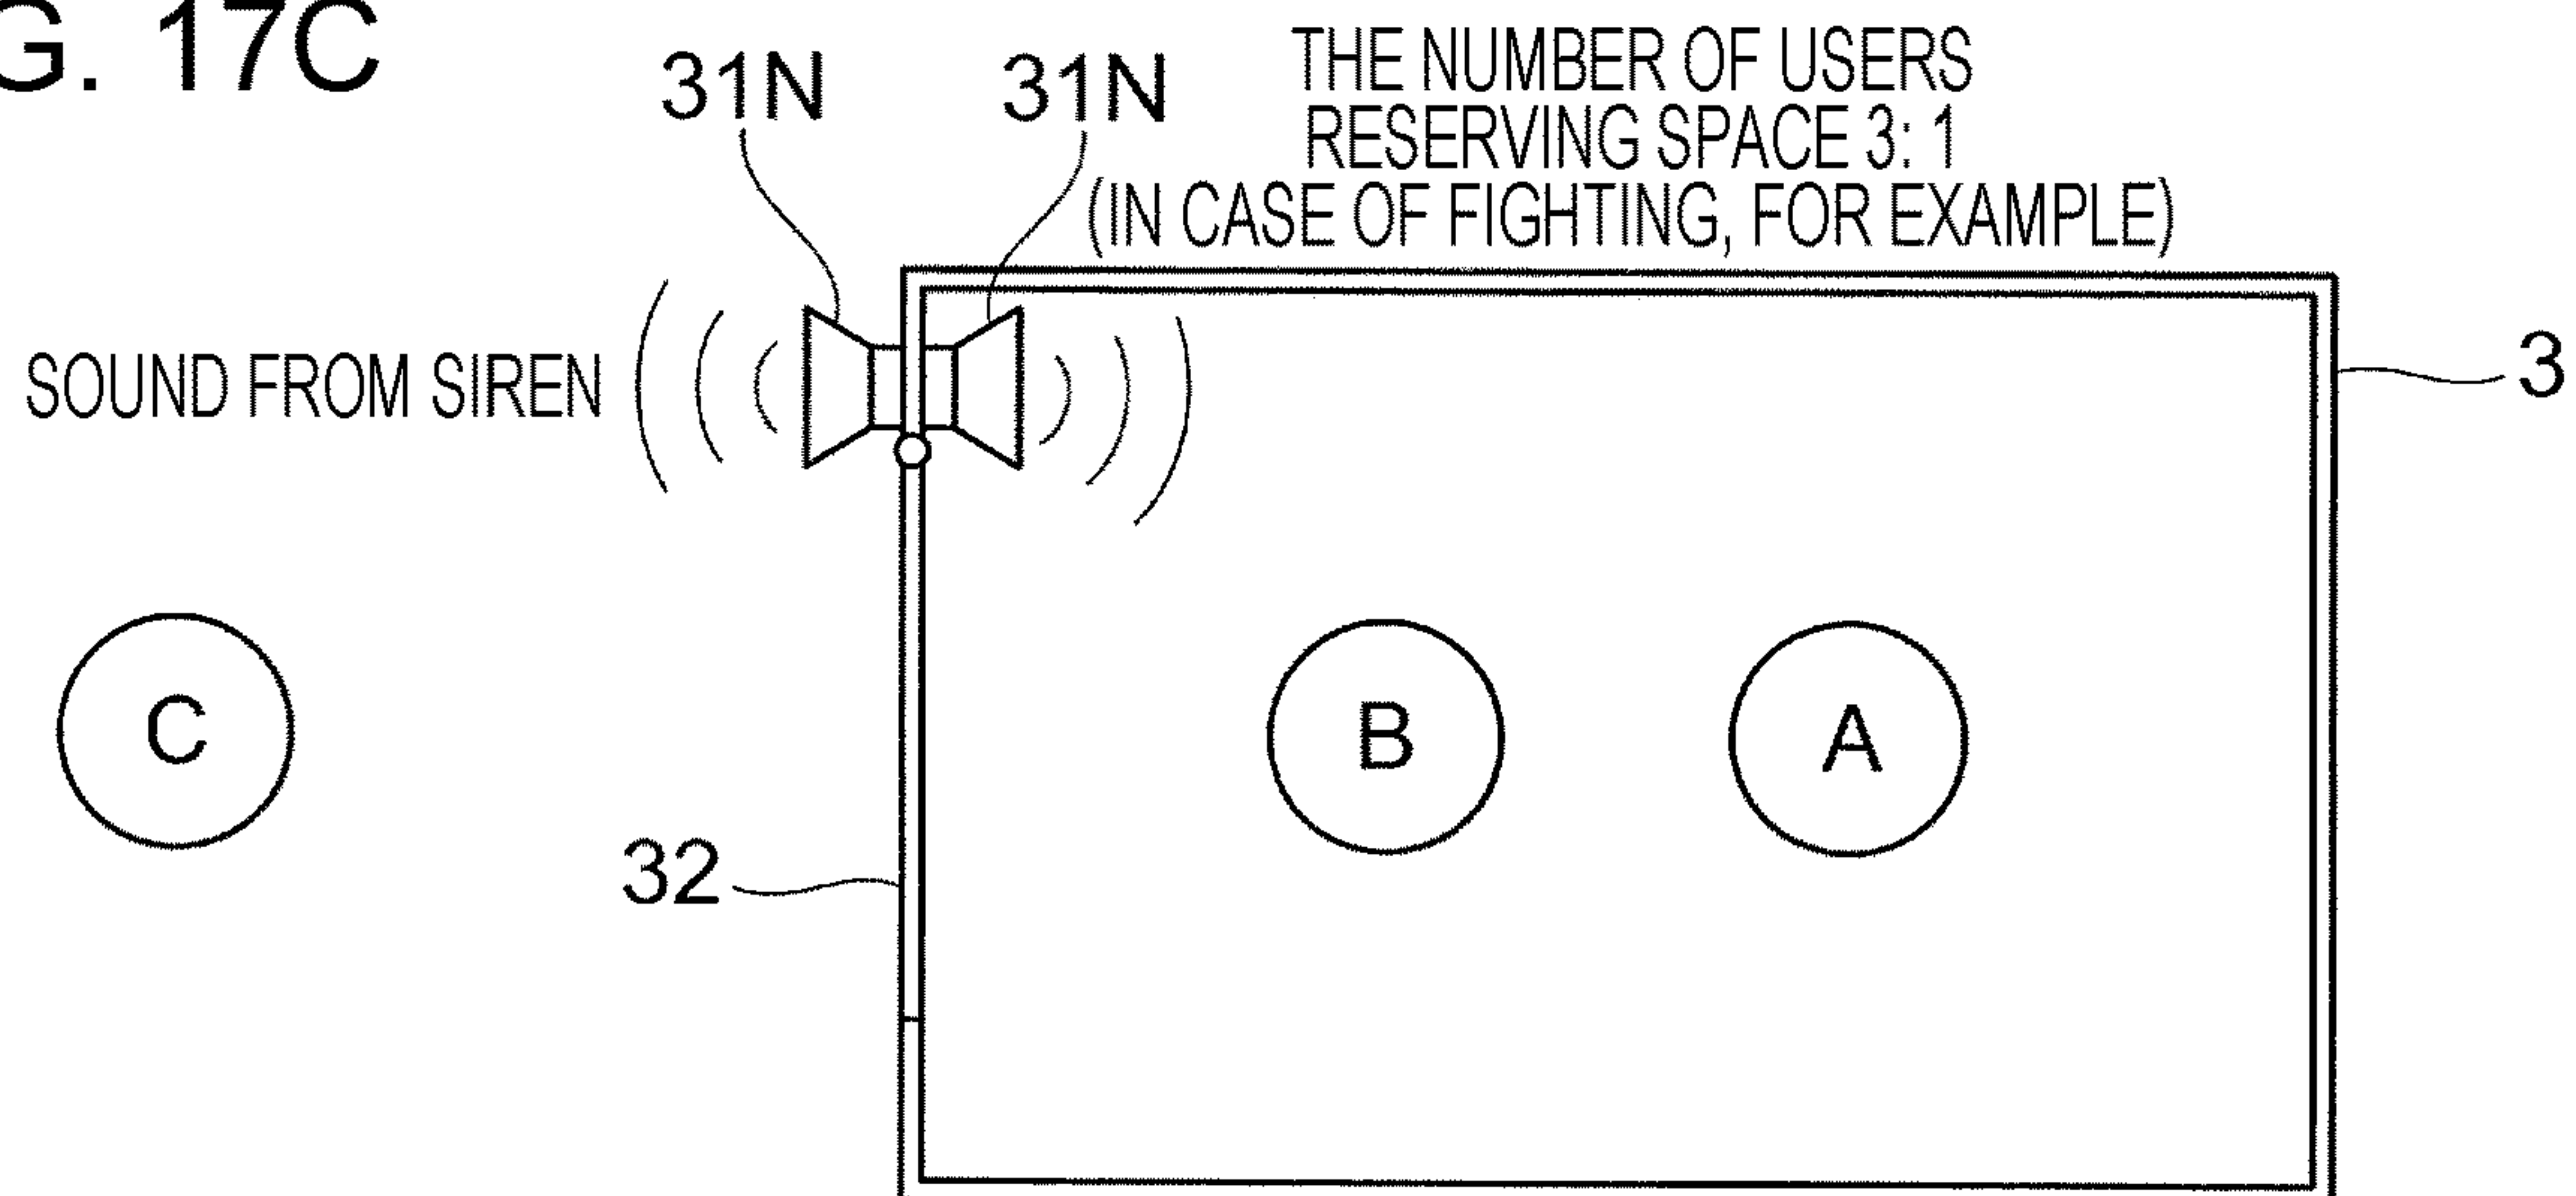 G. 17C
31N
31N
THE NUMBER OF USERS
RESERVING SPACE 3: 1
(IN CASE OF FIGHTING, FOR EXAMPLE)
SOUND FROM SIREN
3
C
B
A
32